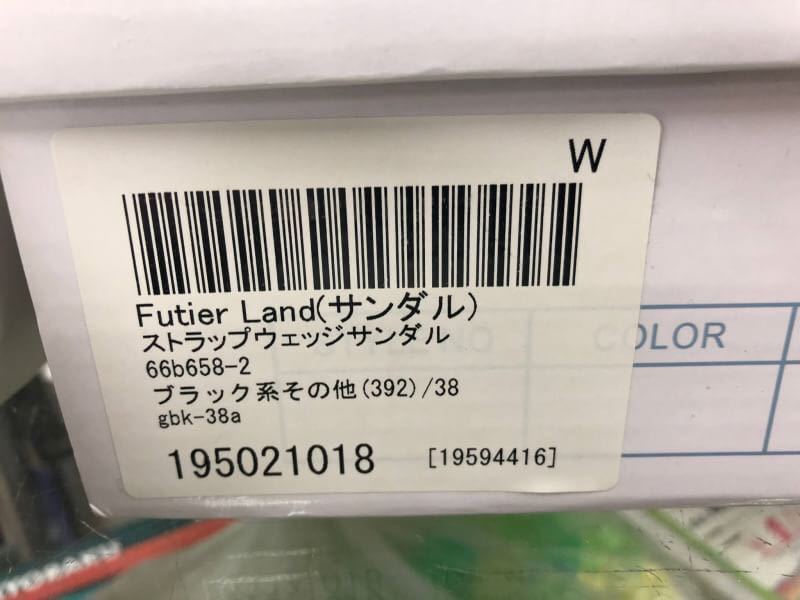 W
Futier Land(サンダル)
ストラップウェッジサンダル
66b658-2
ブラック系その他(392)/38
gbk-38a
195021018 [19594416]
COLOR